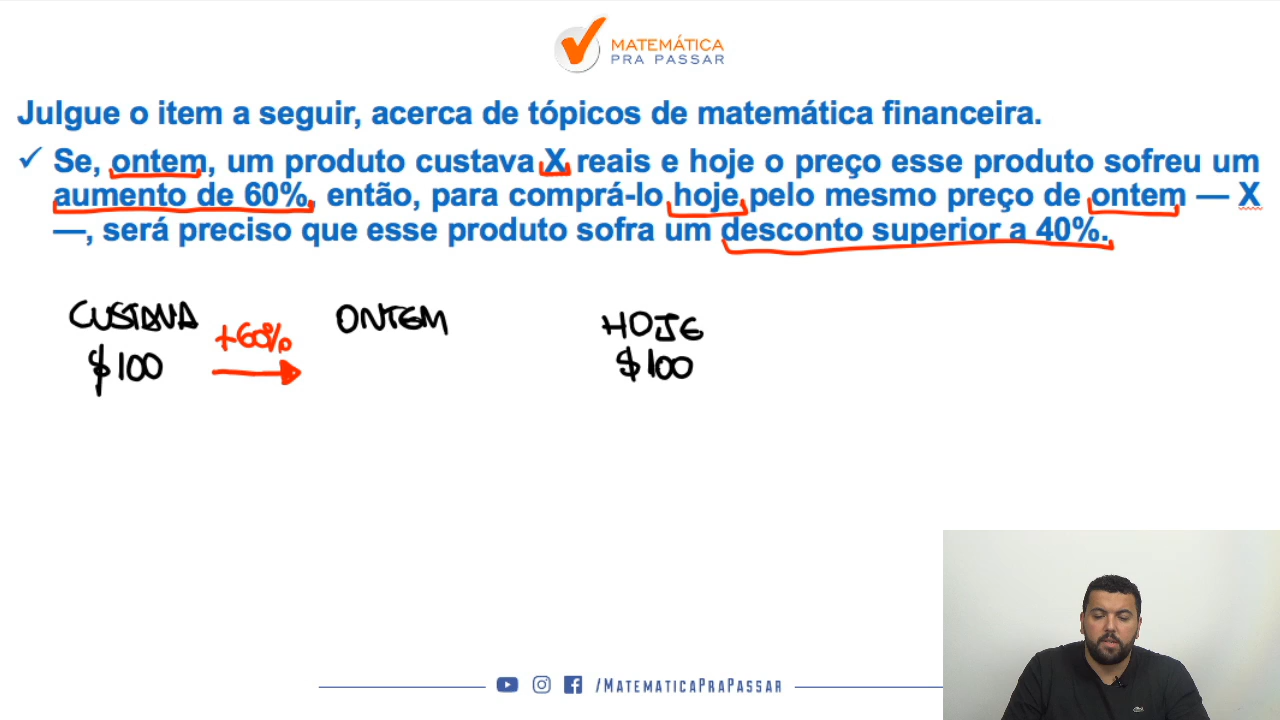 MATEMÁTICA
PRA PASSAR
Julgue o item a seguir, acerca de tópicos de matemática financeira.
✓ Se, ontem, um produto custava X reais e hoje o preço esse produto sofreu um
aumento de 60%, então, para comprá-lo hoje pelo mesmo preço de ontem — X
—, será preciso que esse produto sofra um desconto superior a 40%.
CUSTAVA +60% ONTEM HOJE
$100 $100
/MATEMATICAPRAPASSAR